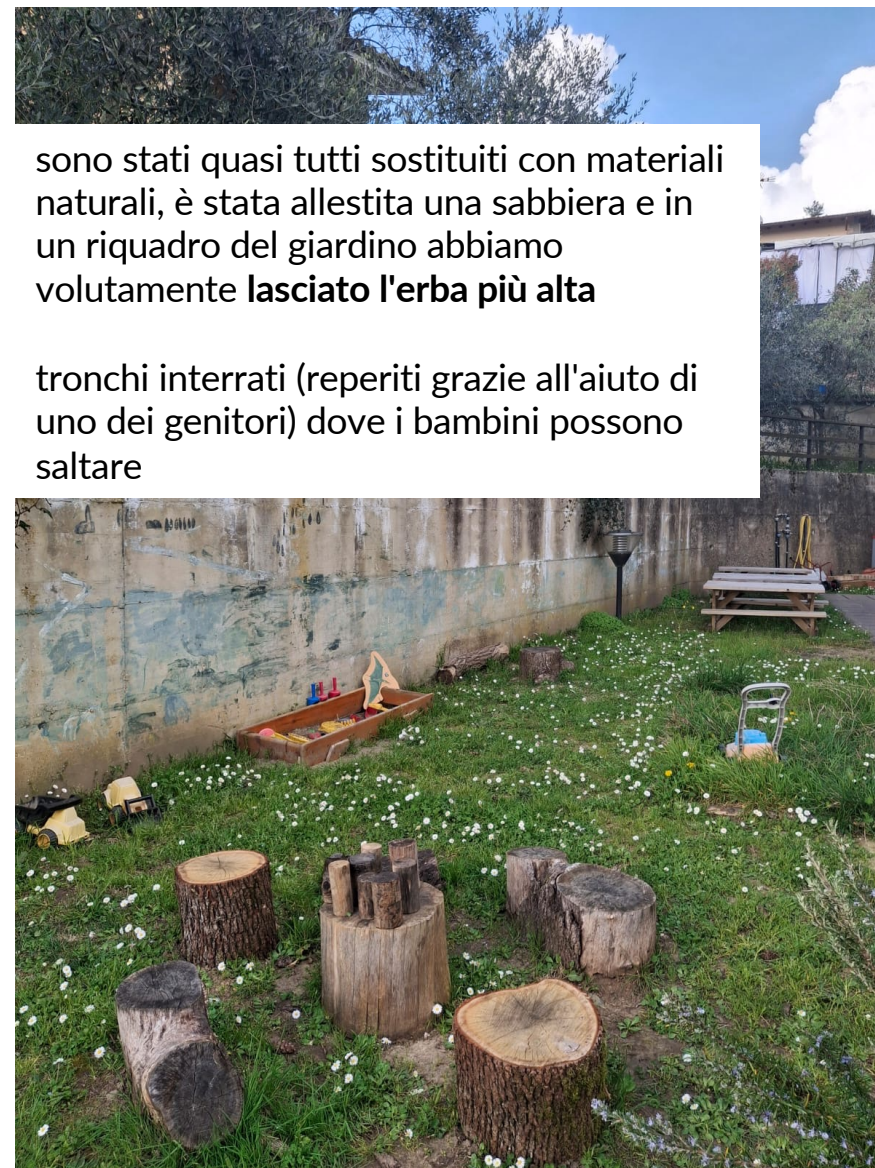 sono stati quasi tutti sostituiti con materiali
naturali, è stata allestita una sabbiera e in
un riquadro del giardino abbiamo
volutamente lasciato l'erba più alta
tronchi interrati (reperiti grazie all'aiuto di
uno dei genitori) dove i bambini possono
saltare